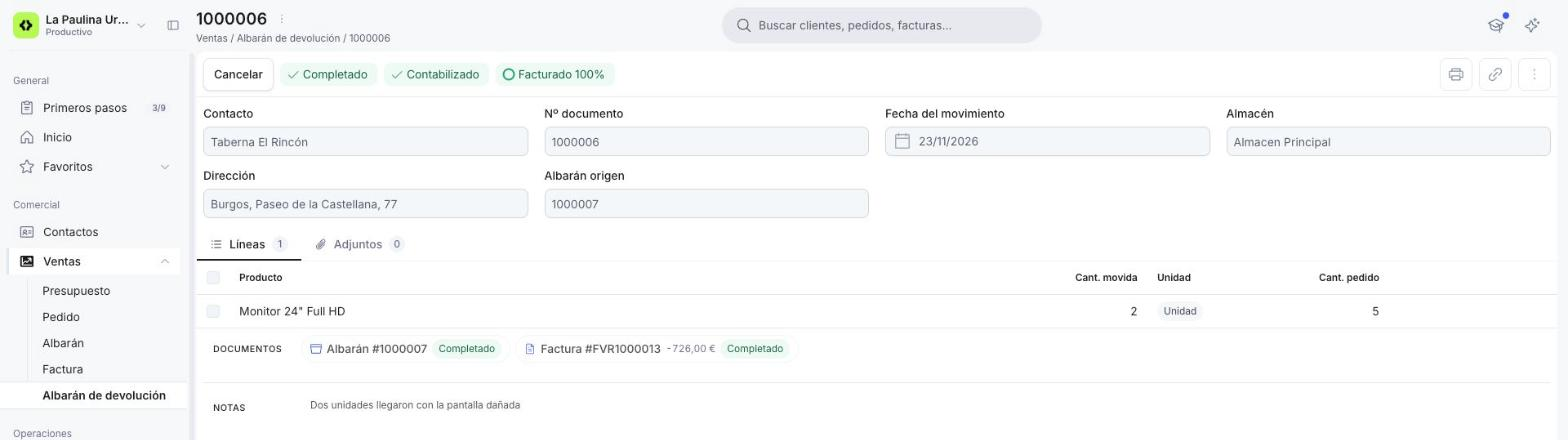 La Paulina Ur...
Productivo
1000006
Ventas / Albarán de devolución / 1000006
Buscar clientes, pedidos, facturas...
General
Primeros pasos 3/9
Inicio
Favoritos
Comercial
Contactos
Ventas
Presupuesto
Pedido
Albarán
Factura
Albarán de devolución
Operaciones
Cancelar Completado Contabilizado Facturado 100%
Contacto Nº documento Fecha del movimiento Almacén
Taberna El Rincón 1000006 23/11/2026 Almacen Principal
Dirección Albarán origen
Burgos, Paseo de la Castellana, 77 1000007
Líneas 1 Adjuntos 0
Producto Cant. movida Unidad Cant. pedido
Monitor 24" Full HD 2 Unidad 5
DOCUMENTOS Albarán #1000007 Completado Factura #FVR1000013 -726,00 € Completado
NOTAS Dos unidades llegaron con la pantalla dañada